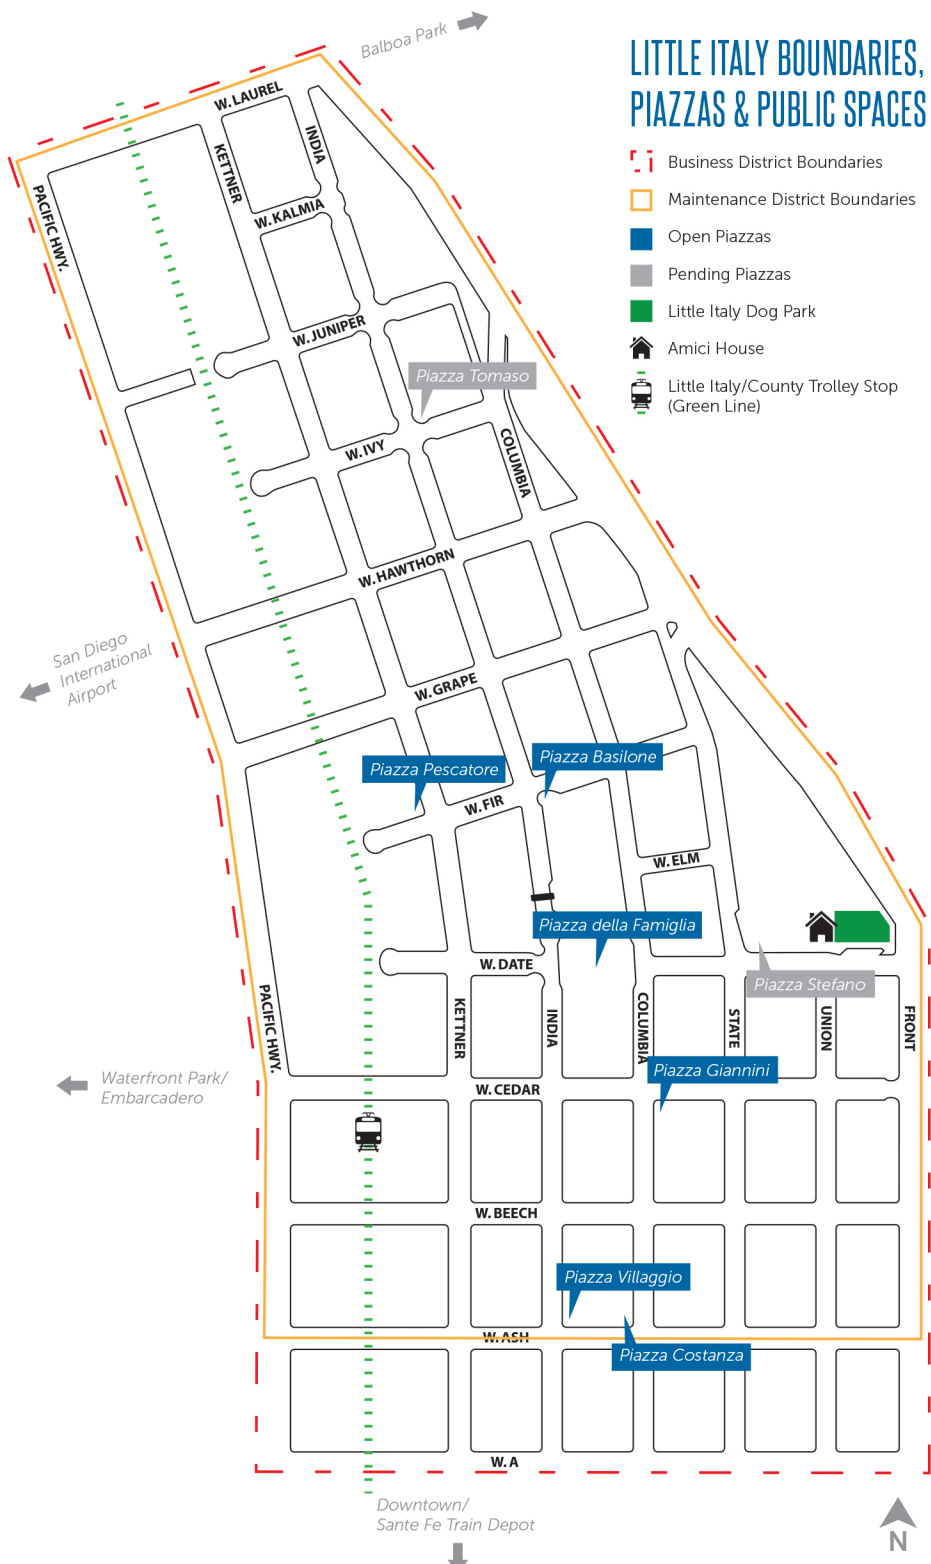 Balboa Park
LITTLE ITALY BOUNDARIES,
PIAZZAS & PUBLIC SPACES
Business District Boundaries
Maintenance District Boundaries
Open Piazzas
Pending Piazzas
Little Italy Dog Park
Amici House
Little Italy/County Trolley Stop
(Green Line)
W. LAUREL
INDIA
KETTNER
PACIFIC HWY.
W. KALMIA
W. JUNIPER
Piazza Tomaso
W. IVY
COLUMBIA
W. HAWTHORN
San Diego
International
Airport
W. GRAPE
Piazza Basilone
Piazza Pescatore
W. FIR
W. ELM
Piazza della Famiglia
W. DATE
Piazza Stefano
PACIFIC HWY.
KETTNER
INDIA
COLUMBIA
STATE
UNION
FRONT
Waterfront Park/
Embarcadero
Piazza Giannini
W. CEDAR
W. BEECH
Piazza Villaggio
W. ASH
Piazza Costanza
W. A
Downtown/
Sante Fe Train Depot
N